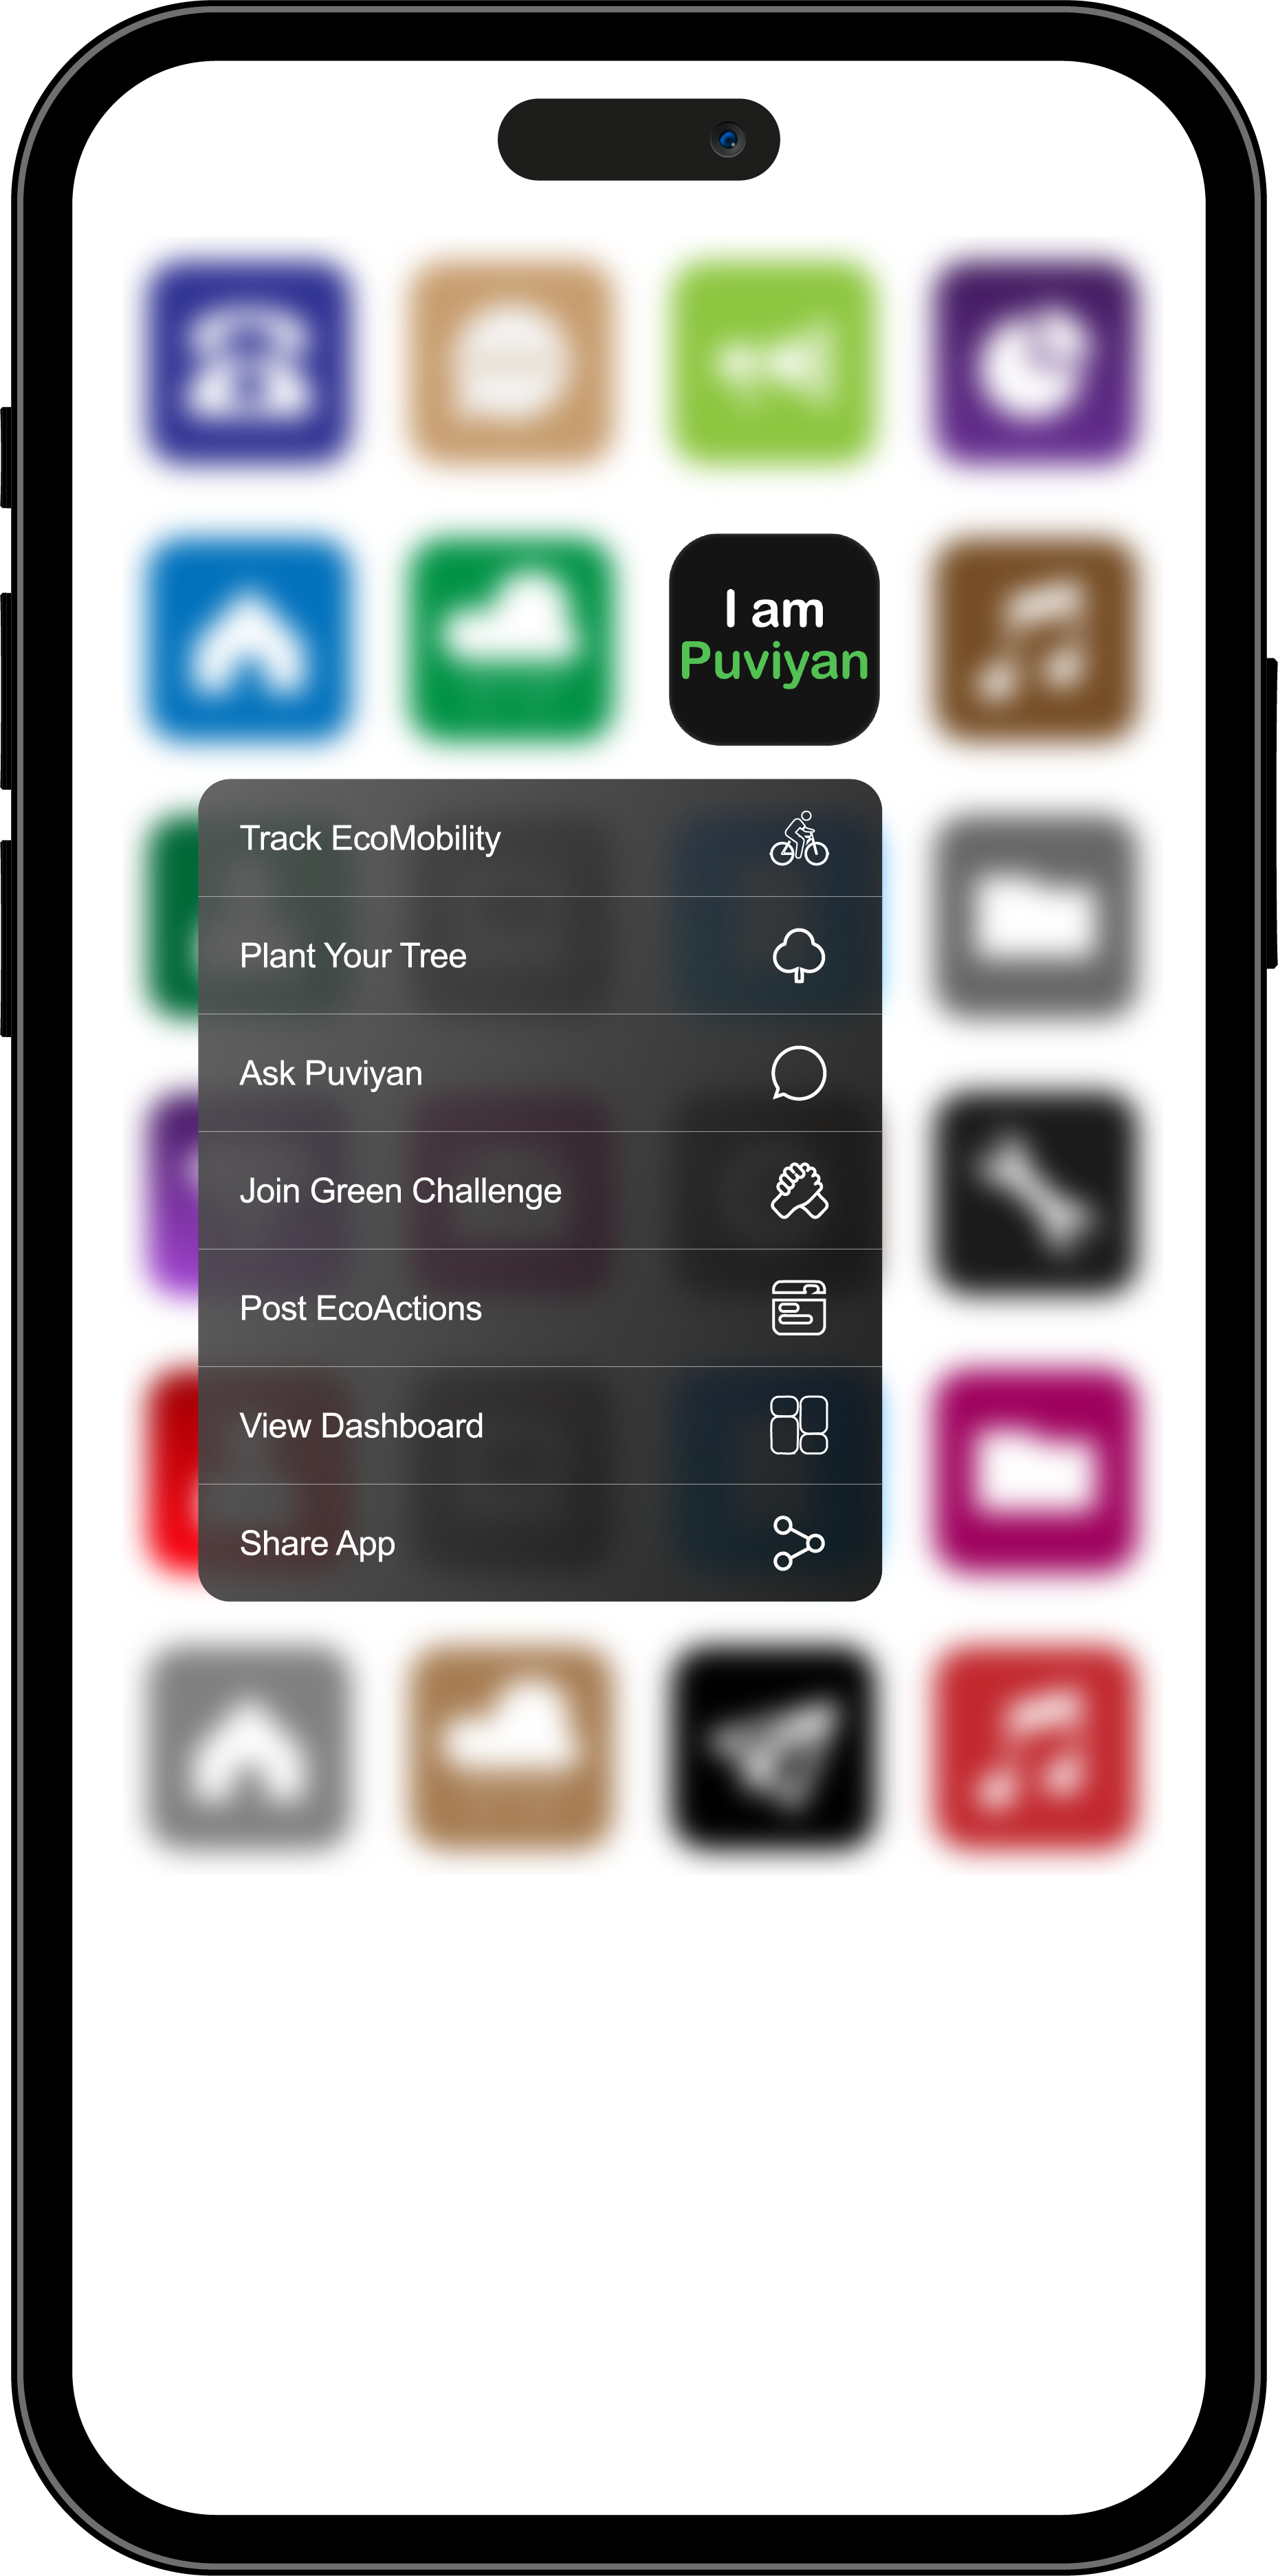 I am
Puviyan
Track EcoMobility
Plant Your Tree
Ask Puviyan
Join Green Challenge
Post EcoActions
View Dashboard
Share App